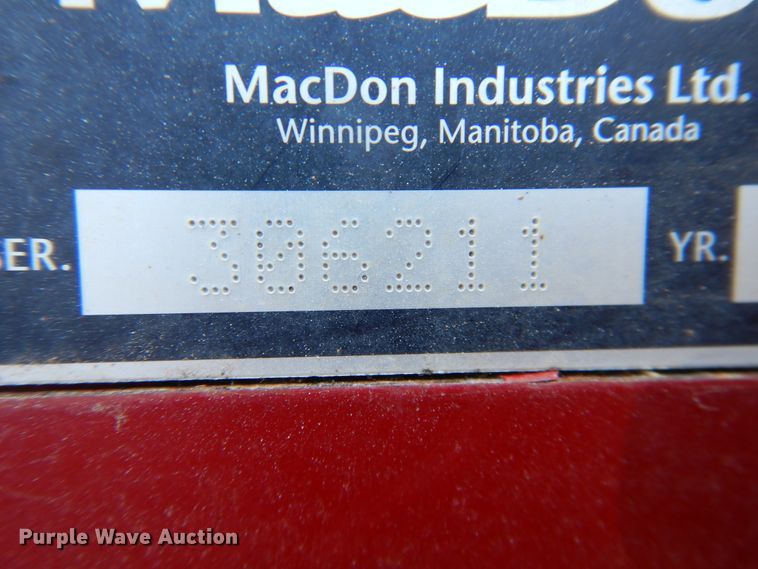 MacDon Industries Ltd.
Winnipeg, Manitoba, Canada
SER. 306211 YR.
Purple Wave Auction